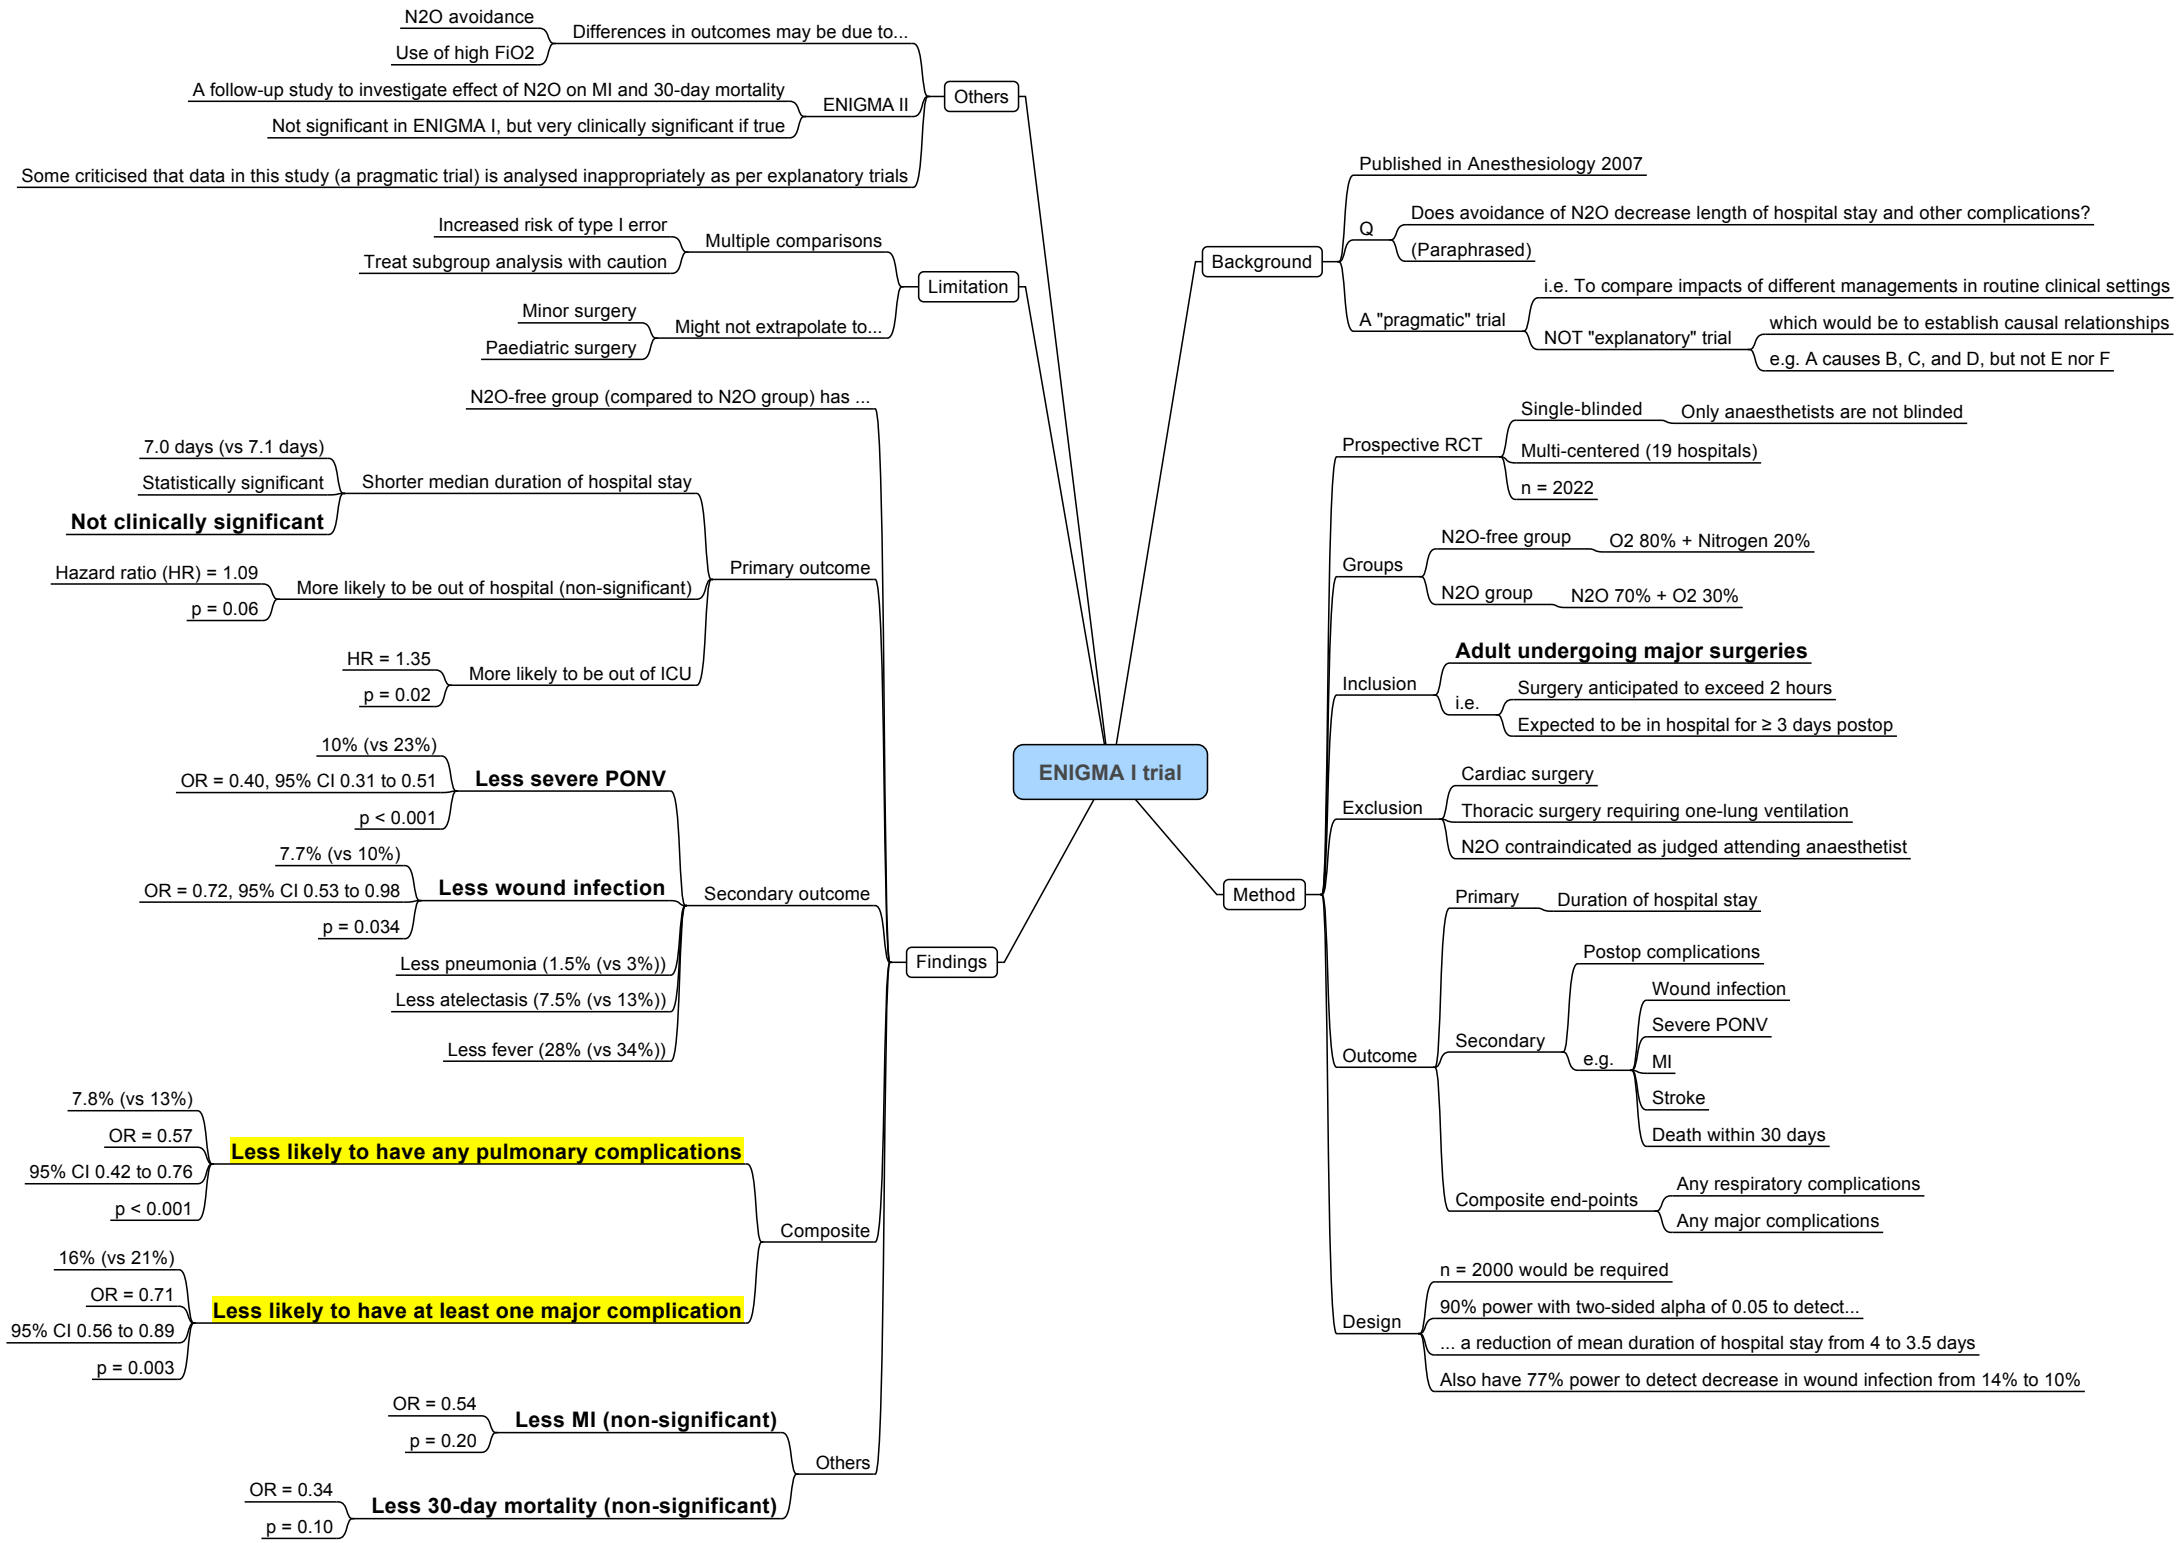 ENIGMA I trial
Background
Published in Anesthesiology 2007
Q
Does avoidance of N2O decrease length of hospital stay and other complications?
(Paraphrased)
A "pragmatic" trial
i.e. To compare impacts of different managements in routine clinical settings
NOT "explanatory" trial
which would be to establish causal relationships
e.g. A causes B, C, and D, but not E nor F
Method
Prospective RCT
Single-blinded
Only anaesthetists are not blinded
Multi-centered (19 hospitals)
n = 2022
Groups
N2O-free group
O2 80% + Nitrogen 20%
N2O group
N2O 70% + O2 30%
Inclusion
Adult undergoing major surgeries
i.e.
Surgery anticipated to exceed 2 hours
Expected to be in hospital for ≥ 3 days postop
Exclusion
Cardiac surgery
Thoracic surgery requiring one-lung ventilation
N2O contraindicated as judged attending anaesthetist
Outcome
Primary
Duration of hospital stay
Secondary
Postop complications
e.g.
Wound infection
Severe PONV
MI
Stroke
Death within 30 days
Composite end-points
Any respiratory complications
Any major complications
Design
n = 2000 would be required
90% power with two-sided alpha of 0.05 to detect...
... a reduction of mean duration of hospital stay from 4 to 3.5 days
Also have 77% power to detect decrease in wound infection from 14% to 10%
Findings
N2O-free group (compared to N2O group) has ...
Primary outcome
Shorter median duration of hospital stay
7.0 days (vs 7.1 days)
Statistically significant
Not clinically significant
More likely to be out of hospital (non-significant)
Hazard ratio (HR) = 1.09
p = 0.06
More likely to be out of ICU
HR = 1.35
p = 0.02
Secondary outcome
Less severe PONV
10% (vs 23%)
OR = 0.40, 95% CI 0.31 to 0.51
p < 0.001
Less wound infection
7.7% (vs 10%)
OR = 0.72, 95% CI 0.53 to 0.98
p = 0.034
Less pneumonia (1.5% (vs 3%))
Less atelectasis (7.5% (vs 13%))
Less fever (28% (vs 34%))
Composite
Less likely to have any pulmonary complications
7.8% (vs 13%)
OR = 0.57
95% CI 0.42 to 0.76
p < 0.001
Less likely to have at least one major complication
16% (vs 21%)
OR = 0.71
95% CI 0.56 to 0.89
p = 0.003
Others
Less MI (non-significant)
OR = 0.54
p = 0.20
Less 30-day mortality (non-significant)
OR = 0.34
p = 0.10
Limitation
Multiple comparisons
Increased risk of type I error
Treat subgroup analysis with caution
Might not extrapolate to...
Minor surgery
Paediatric surgery
Others
Differences in outcomes may be due to...
N2O avoidance
Use of high FiO2
ENIGMA II
A follow-up study to investigate effect of N2O on MI and 30-day mortality
Not significant in ENIGMA I, but very clinically significant if true
Some criticised that data in this study (a pragmatic trial) is analysed inappropriately as per explanatory trials